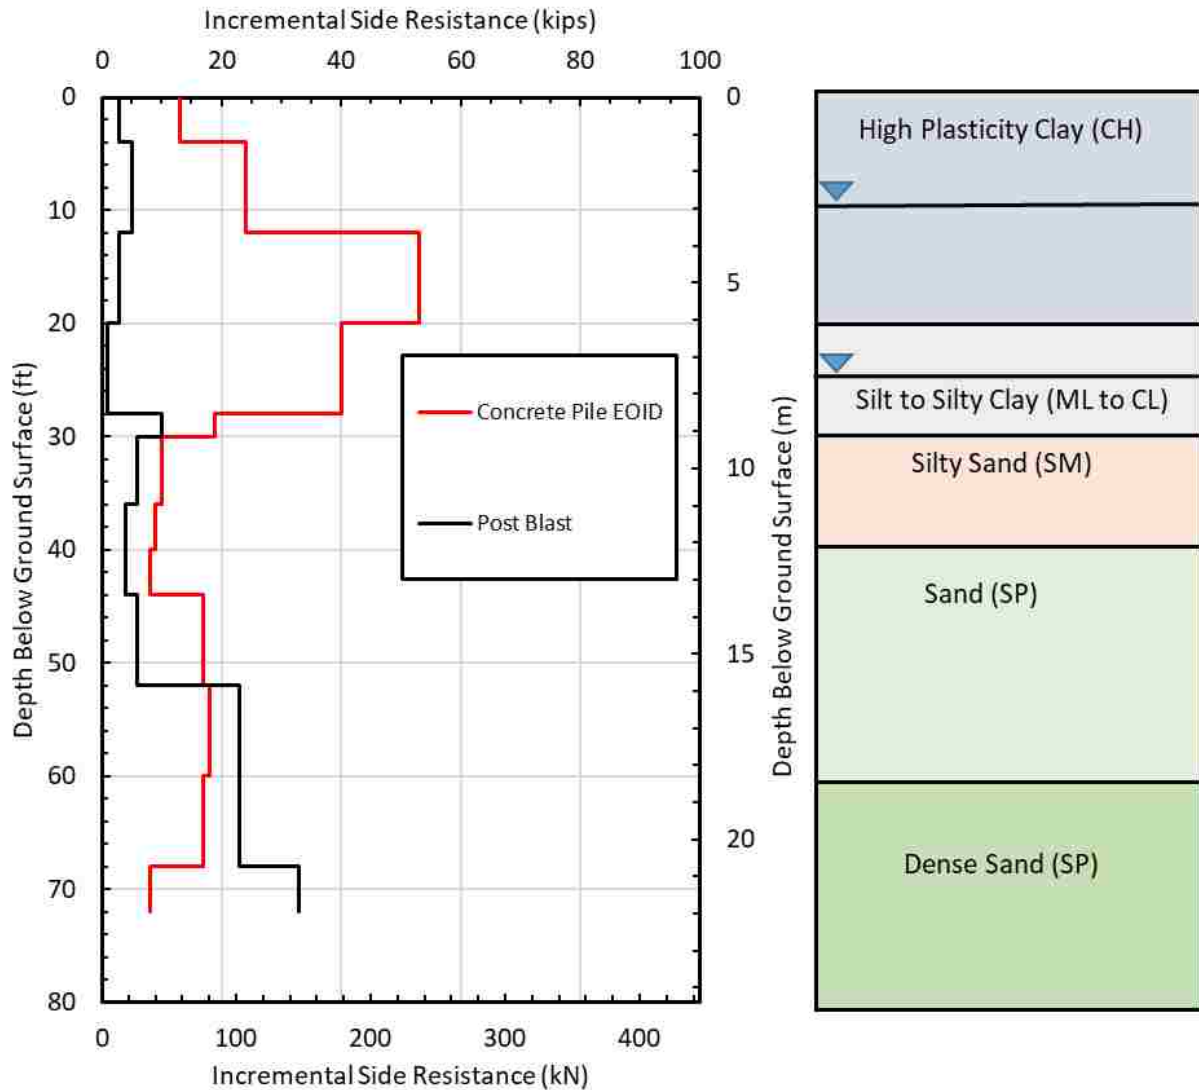 Incremental Side Resistance (kips)
0 20 40 60 80 100
0
10
20
30
40
50
60
70
80
Depth Below Ground Surface (ft)
0
5
10
15
20
Depth Below Ground Surface (m)
Concrete Pile EOID
Post Blast
0 100 200 300 400
Incremental Side Resistance (kN)
High Plasticity Clay (CH)
Silt to Silty Clay (ML to CL)
Silty Sand (SM)
Sand (SP)
Dense Sand (SP)